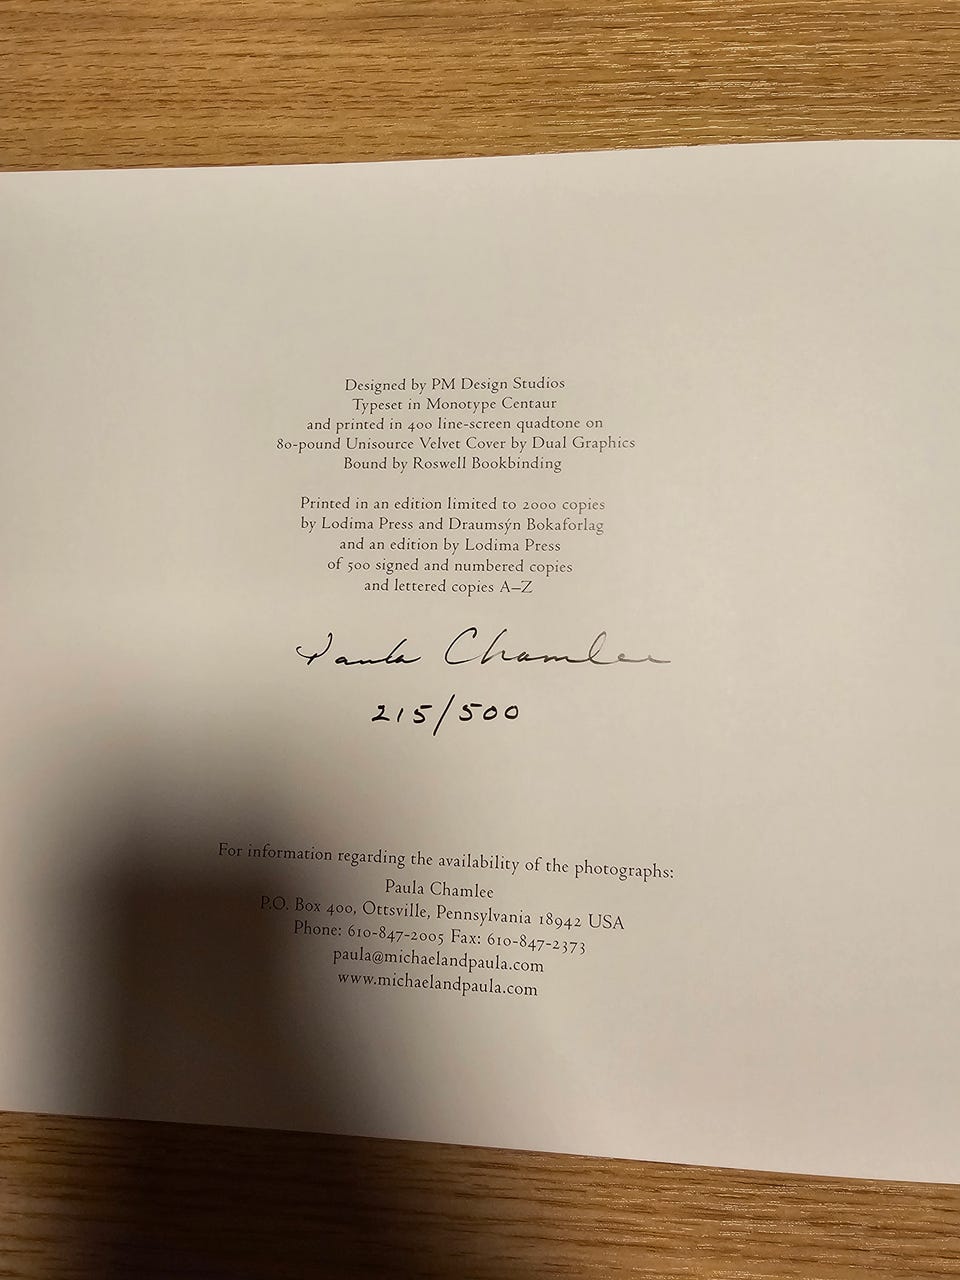 Designed by PM Design Studios
Typeset in Monotype Centaur
and printed in 400 line-screen quadtone on
80-pound Unisource Velvet Cover by Dual Graphics
Bound by Roswell Bookbinding
Printed in an edition limited to 2000 copies
by Lodima Press and Draumsýn Bokaforlag
and an edition by Lodima Press
of 500 signed and numbered copies
and lettered copies A–Z
Paula Chamlee
215/500
For information regarding the availability of the photographs:
Paula Chamlee
P.O. Box 400, Ottsville, Pennsylvania 18942 USA
Phone: 610-847-2005 Fax: 610-847-2373
paula@michaelandpaula.com
www.michaelandpaula.com